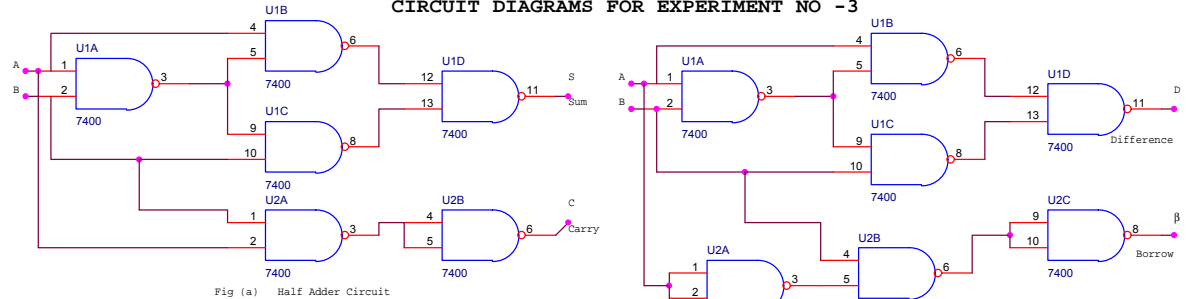 CIRCUIT DIAGRAMS FOR EXPERIMENT NO -3
U1B
4
5
6
7400
U1A
A
1
B
2
3
7400
U1D
12
13
11
7400
S
Sum
U1C
9
10
8
7400
U2A
1
2
3
7400
U2B
4
5
6
7400
C
Carry
Fig (a) Half Adder Circuit
U1B
4
5
6
7400
U1A
A
1
B
2
3
7400
U1D
12
13
11
7400
D
Difference
U1C
9
10
8
7400
U2A
1
2
3
U2B
4
5
6
U2C
9
10
8
7400
β
Borrow